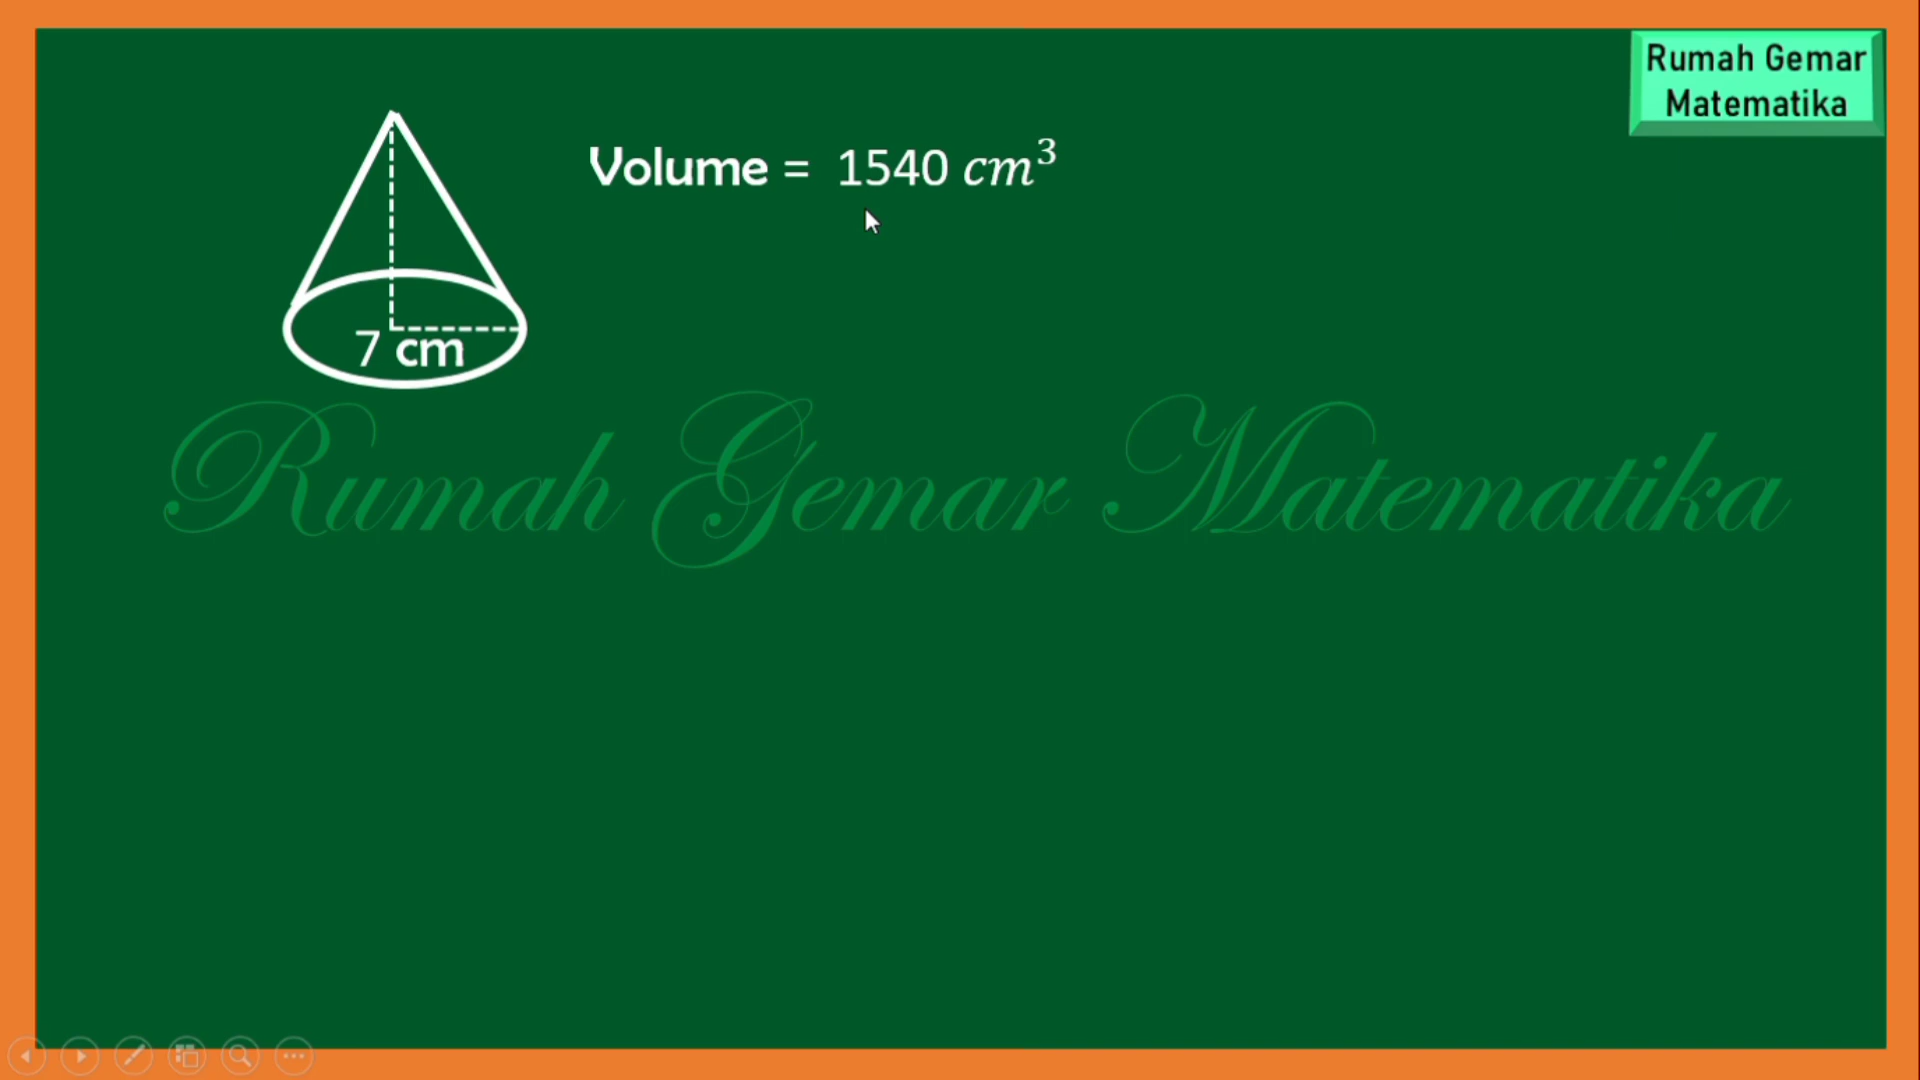 Rumah Gemar
Matematika
Volume = 1540 cm³
7 cm
Rumah Gemar Matematika